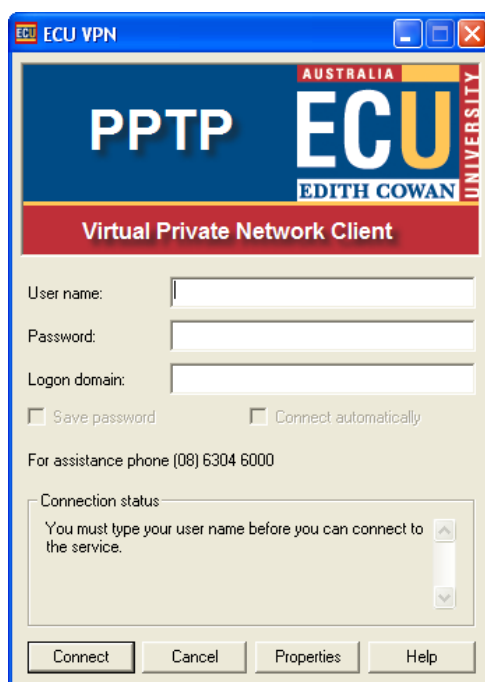 ECU ECU VPN
PPTP
AUSTRALIA
ECU
EDITH COWAN
UNIVERSITY
Virtual Private Network Client
User name:
Password:
Logon domain:
Save password Connect automatically
For assistance phone (08) 6304 6000
Connection status
You must type your user name before you can connect to
the service.
Connect Cancel Properties Help